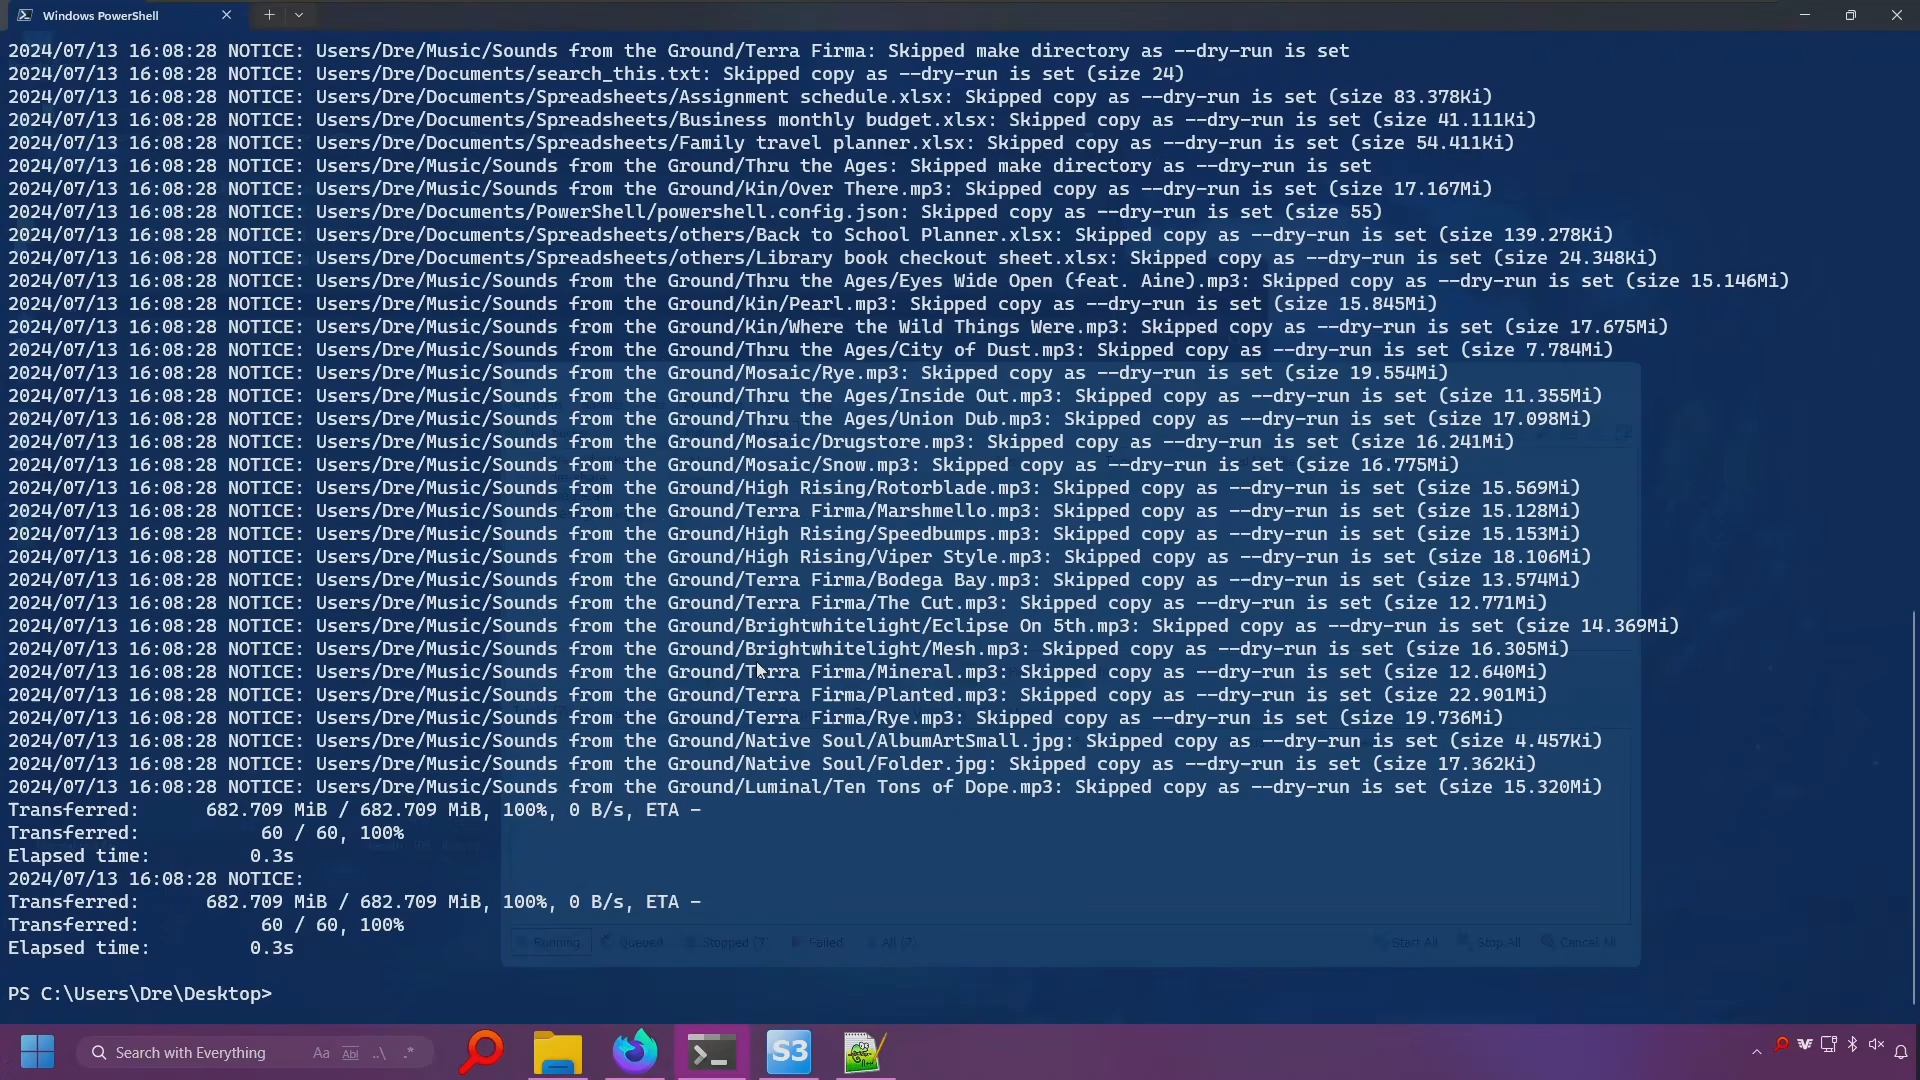 Windows PowerShell
2024/07/13 16:08:28 NOTICE: Users/Dre/Music/Sounds from the Ground/Terra Firma: Skipped make directory as --dry-run is set
2024/07/13 16:08:28 NOTICE: Users/Dre/Documents/search_this.txt: Skipped copy as --dry-run is set (size 24)
2024/07/13 16:08:28 NOTICE: Users/Dre/Documents/Spreadsheets/Assignment schedule.xlsx: Skipped copy as --dry-run is set (size 83.378Ki)
2024/07/13 16:08:28 NOTICE: Users/Dre/Documents/Spreadsheets/Business monthly budget.xlsx: Skipped copy as --dry-run is set (size 41.111Ki)
2024/07/13 16:08:28 NOTICE: Users/Dre/Documents/Spreadsheets/Family travel planner.xlsx: Skipped copy as --dry-run is set (size 54.411Ki)
2024/07/13 16:08:28 NOTICE: Users/Dre/Music/Sounds from the Ground/Thru the Ages: Skipped make directory as --dry-run is set
2024/07/13 16:08:28 NOTICE: Users/Dre/Music/Sounds from the Ground/Kin/Over There.mp3: Skipped copy as --dry-run is set (size 17.167Mi)
2024/07/13 16:08:28 NOTICE: Users/Dre/Documents/PowerShell/powershell.config.json: Skipped copy as --dry-run is set (size 55)
2024/07/13 16:08:28 NOTICE: Users/Dre/Documents/Spreadsheets/others/Back to School Planner.xlsx: Skipped copy as --dry-run is set (size 139.278Ki)
2024/07/13 16:08:28 NOTICE: Users/Dre/Documents/Spreadsheets/others/Library book checkout sheet.xlsx: Skipped copy as --dry-run is set (size 24.348Ki)
2024/07/13 16:08:28 NOTICE: Users/Dre/Music/Sounds from the Ground/Thru the Ages/Eyes Wide Open (feat. Aine).mp3: Skipped copy as --dry-run is set (size 15.146Mi)
2024/07/13 16:08:28 NOTICE: Users/Dre/Music/Sounds from the Ground/Kin/Pearl.mp3: Skipped copy as --dry-run is set (size 15.845Mi)
2024/07/13 16:08:28 NOTICE: Users/Dre/Music/Sounds from the Ground/Kin/Where the Wild Things Were.mp3: Skipped copy as --dry-run is set (size 17.675Mi)
2024/07/13 16:08:28 NOTICE: Users/Dre/Music/Sounds from the Ground/Thru the Ages/City of Dust.mp3: Skipped copy as --dry-run is set (size 7.784Mi)
2024/07/13 16:08:28 NOTICE: Users/Dre/Music/Sounds from the Ground/Mosaic/Rye.mp3: Skipped copy as --dry-run is set (size 19.554Mi)
2024/07/13 16:08:28 NOTICE: Users/Dre/Music/Sounds from the Ground/Thru the Ages/Inside Out.mp3: Skipped copy as --dry-run is set (size 11.355Mi)
2024/07/13 16:08:28 NOTICE: Users/Dre/Music/Sounds from the Ground/Thru the Ages/Union Dub.mp3: Skipped copy as --dry-run is set (size 17.098Mi)
2024/07/13 16:08:28 NOTICE: Users/Dre/Music/Sounds from the Ground/Mosaic/Drugstore.mp3: Skipped copy as --dry-run is set (size 16.241Mi)
2024/07/13 16:08:28 NOTICE: Users/Dre/Music/Sounds from the Ground/Mosaic/Snow.mp3: Skipped copy as --dry-run is set (size 16.775Mi)
2024/07/13 16:08:28 NOTICE: Users/Dre/Music/Sounds from the Ground/High Rising/Rotorblade.mp3: Skipped copy as --dry-run is set (size 15.569Mi)
2024/07/13 16:08:28 NOTICE: Users/Dre/Music/Sounds from the Ground/Terra Firma/Marshmello.mp3: Skipped copy as --dry-run is set (size 15.128Mi)
2024/07/13 16:08:28 NOTICE: Users/Dre/Music/Sounds from the Ground/High Rising/Speedbumps.mp3: Skipped copy as --dry-run is set (size 15.153Mi)
2024/07/13 16:08:28 NOTICE: Users/Dre/Music/Sounds from the Ground/High Rising/Viper Style.mp3: Skipped copy as --dry-run is set (size 18.106Mi)
2024/07/13 16:08:28 NOTICE: Users/Dre/Music/Sounds from the Ground/Terra Firma/Bodega Bay.mp3: Skipped copy as --dry-run is set (size 13.574Mi)
2024/07/13 16:08:28 NOTICE: Users/Dre/Music/Sounds from the Ground/Terra Firma/The Cut.mp3: Skipped copy as --dry-run is set (size 12.771Mi)
2024/07/13 16:08:28 NOTICE: Users/Dre/Music/Sounds from the Ground/Brightwhitelight/Eclipse On 5th.mp3: Skipped copy as --dry-run is set (size 14.369Mi)
2024/07/13 16:08:28 NOTICE: Users/Dre/Music/Sounds from the Ground/Brightwhitelight/Mesh.mp3: Skipped copy as --dry-run is set (size 16.305Mi)
2024/07/13 16:08:28 NOTICE: Users/Dre/Music/Sounds from the Ground/Terra Firma/Mineral.mp3: Skipped copy as --dry-run is set (size 12.640Mi)
2024/07/13 16:08:28 NOTICE: Users/Dre/Music/Sounds from the Ground/Terra Firma/Planted.mp3: Skipped copy as --dry-run is set (size 22.901Mi)
2024/07/13 16:08:28 NOTICE: Users/Dre/Music/Sounds from the Ground/Terra Firma/Rye.mp3: Skipped copy as --dry-run is set (size 19.736Mi)
2024/07/13 16:08:28 NOTICE: Users/Dre/Music/Sounds from the Ground/Native Soul/AlbumArtSmall.jpg: Skipped copy as --dry-run is set (size 4.457Ki)
2024/07/13 16:08:28 NOTICE: Users/Dre/Music/Sounds from the Ground/Native Soul/Folder.jpg: Skipped copy as --dry-run is set (size 17.362Ki)
2024/07/13 16:08:28 NOTICE: Users/Dre/Music/Sounds from the Ground/Luminal/Ten Tons of Dope.mp3: Skipped copy as --dry-run is set (size 15.320Mi)
Transferred: 682.709 MiB / 682.709 MiB, 100%, 0 B/s, ETA -
Transferred: 60 / 60, 100%
Elapsed time: 0.3s
2024/07/13 16:08:28 NOTICE:
Transferred: 682.709 MiB / 682.709 MiB, 100%, 0 B/s, ETA -
Transferred: 60 / 60, 100%
Elapsed time: 0.3s
Running Queued Stopped (7 Failed All (7) Start All Stop All Cancel All
PS C:\Users\Dre\Desktop>
Search with Everything Aa Ab| ..\ .*
S3